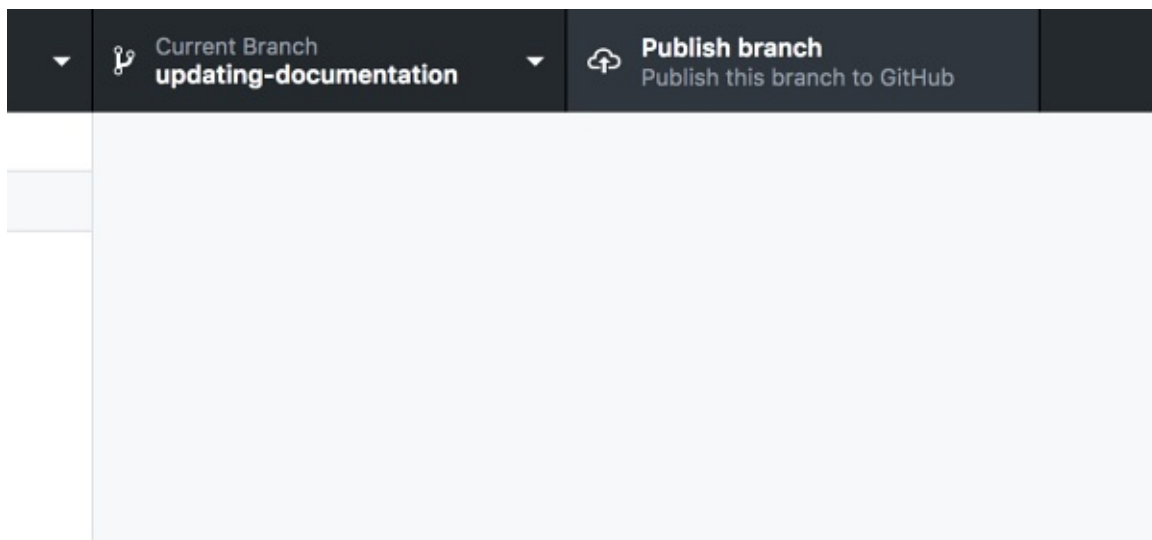 Current Branch
updating-documentation
Publish branch
Publish this branch to GitHub